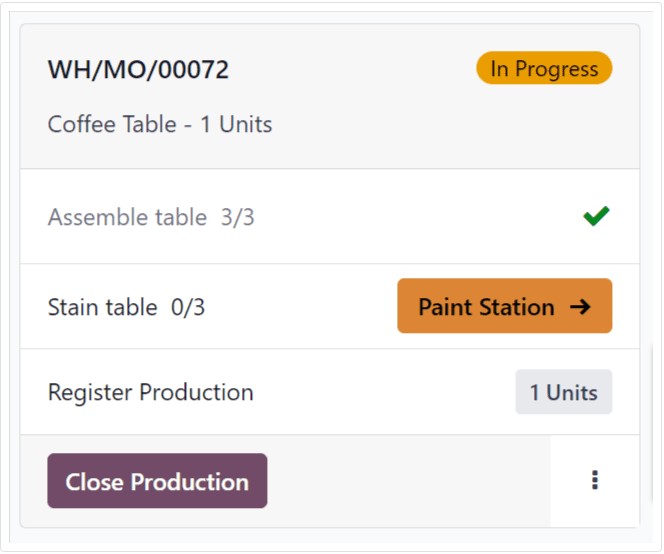 WH/MO/00072 In Progress
Coffee Table - 1 Units
Assemble table 3/3
Stain table 0/3 Paint Station →
Register Production 1 Units
Close Production